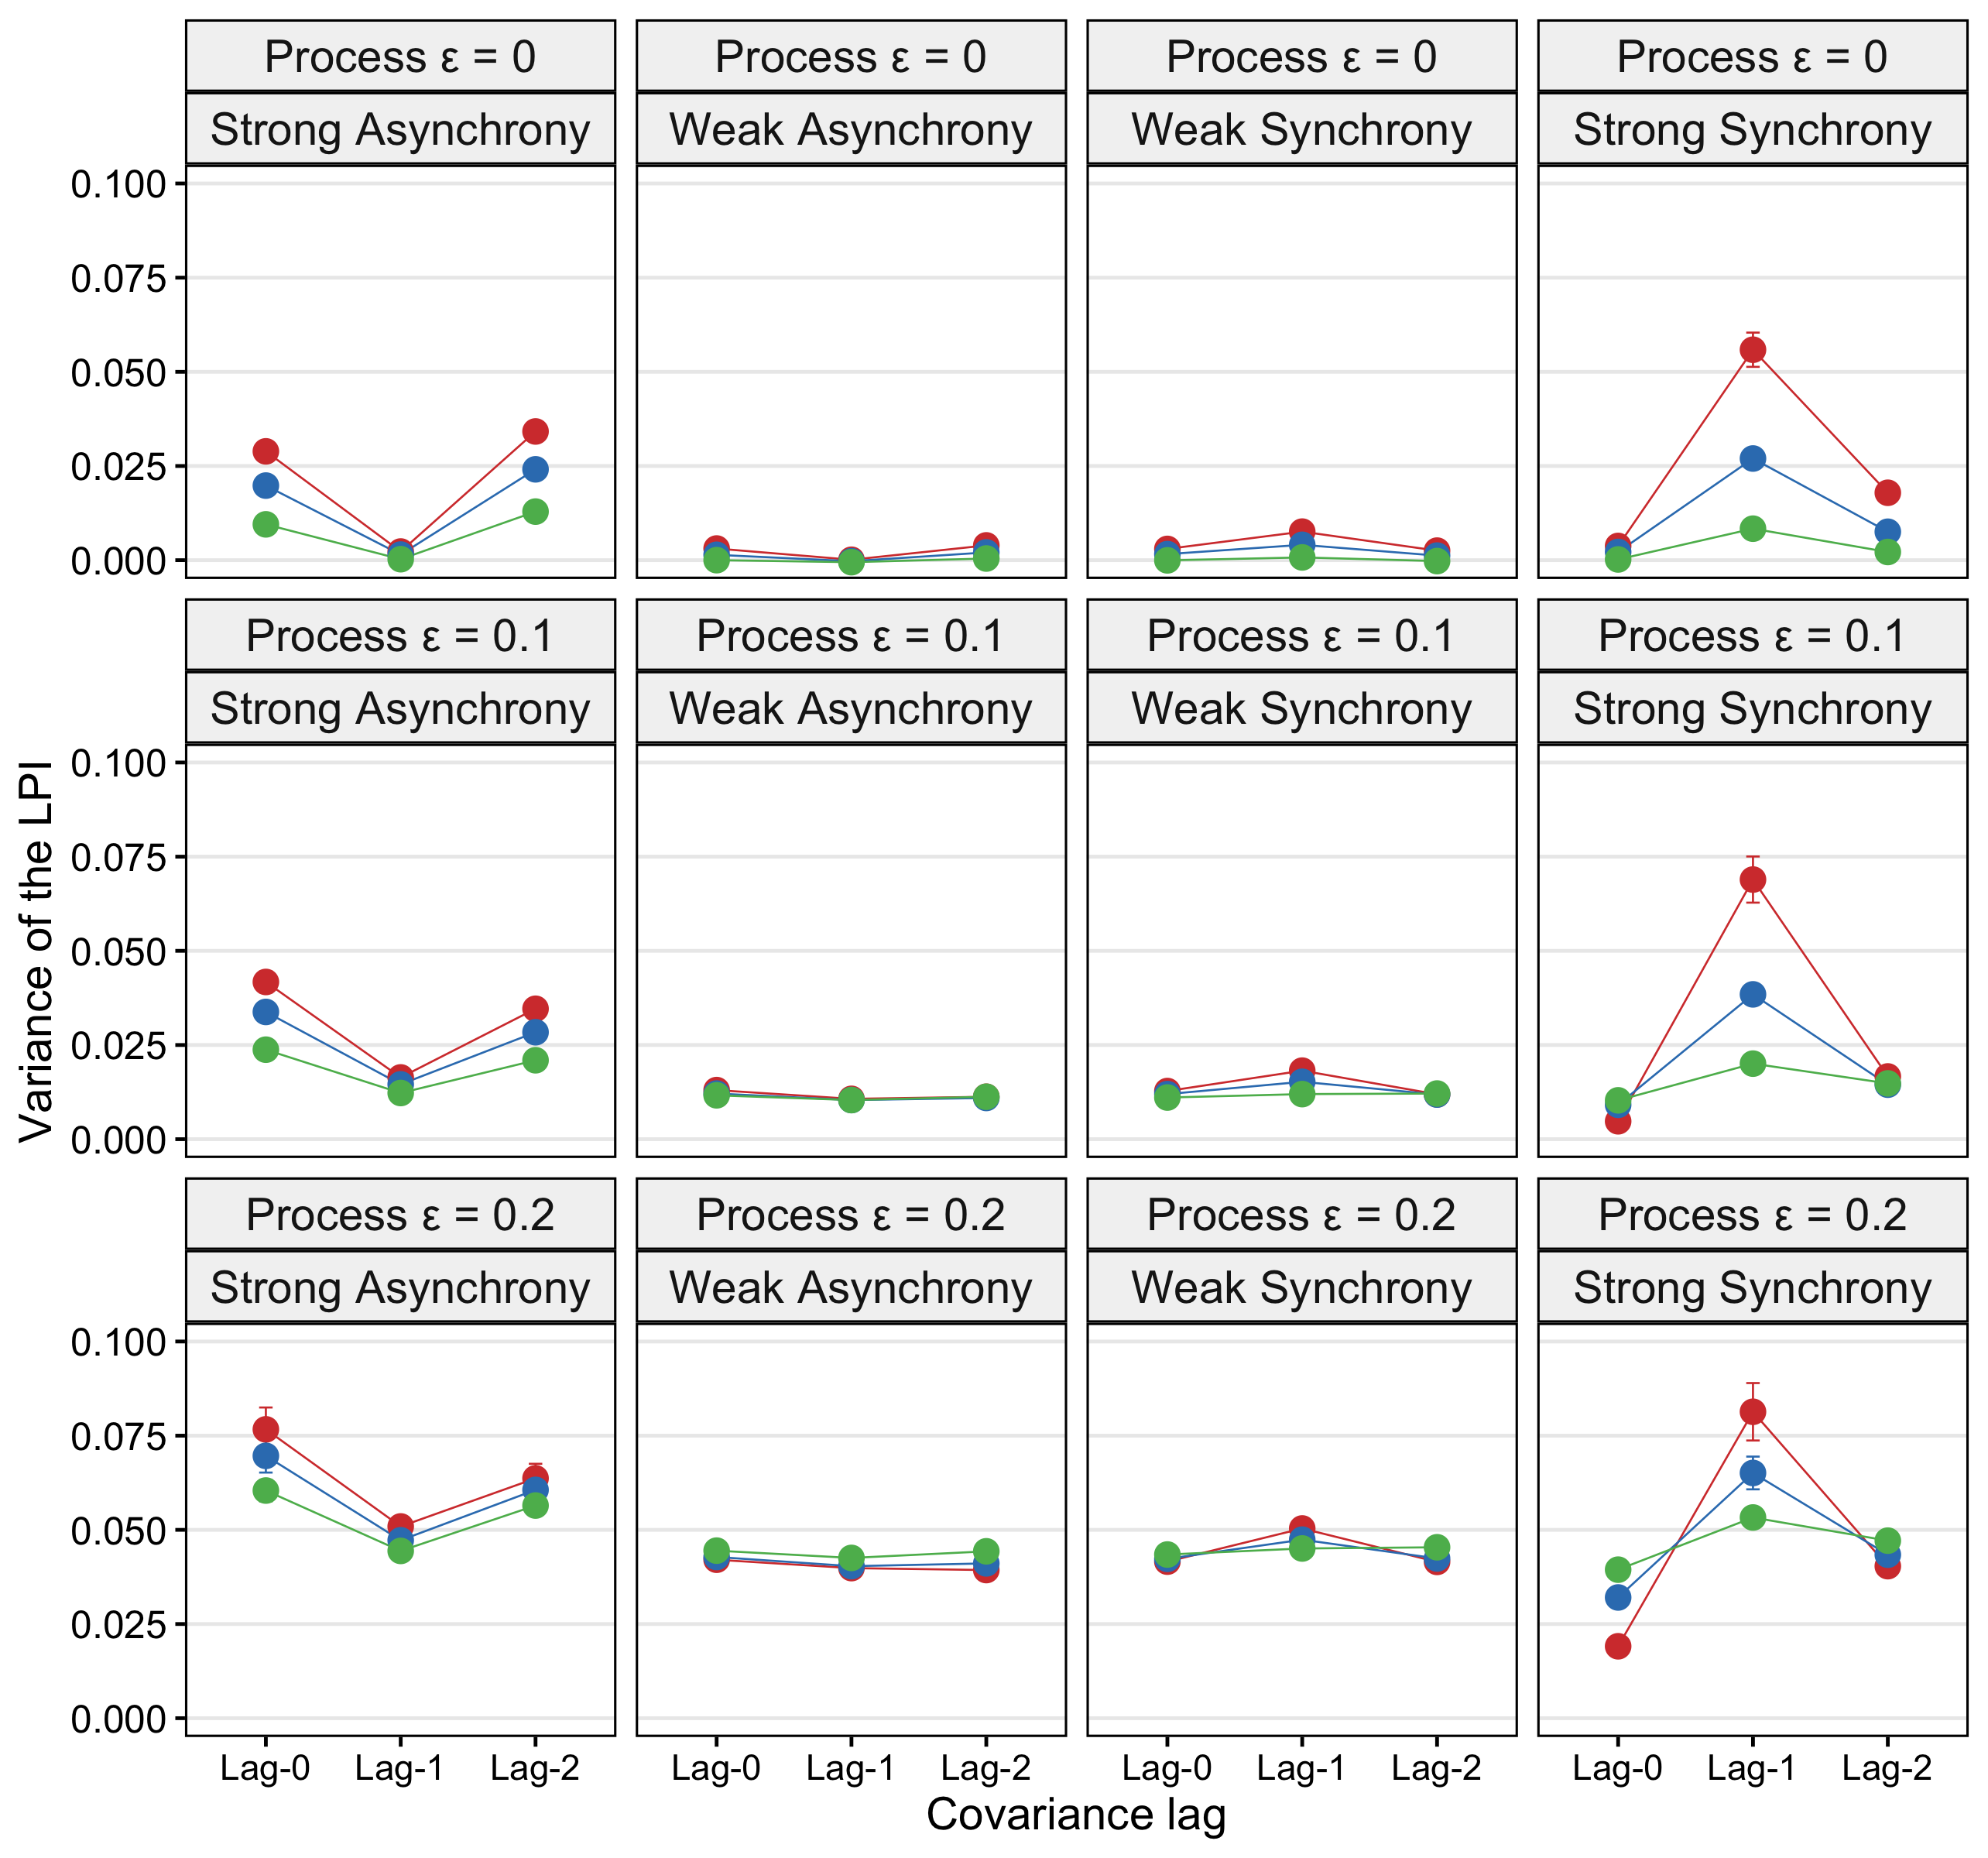 Process ε = 0
Process ε = 0
Process ε = 0
Process ε = 0
Strong Asynchrony
Weak Asynchrony
Weak Synchrony
Strong Synchrony
0.100
0.075
0.050
0.025
0.000
Process ε = 0.1
Process ε = 0.1
Process ε = 0.1
Process ε = 0.1
Strong Asynchrony
Weak Asynchrony
Weak Synchrony
Strong Synchrony
0.100
0.075
0.050
0.025
0.000
Variance of the LPI
Process ε = 0.2
Process ε = 0.2
Process ε = 0.2
Process ε = 0.2
Strong Asynchrony
Weak Asynchrony
Weak Synchrony
Strong Synchrony
0.100
0.075
0.050
0.025
0.000
Lag-0 Lag-1 Lag-2
Lag-0 Lag-1 Lag-2
Lag-0 Lag-1 Lag-2
Lag-0 Lag-1 Lag-2
Covariance lag